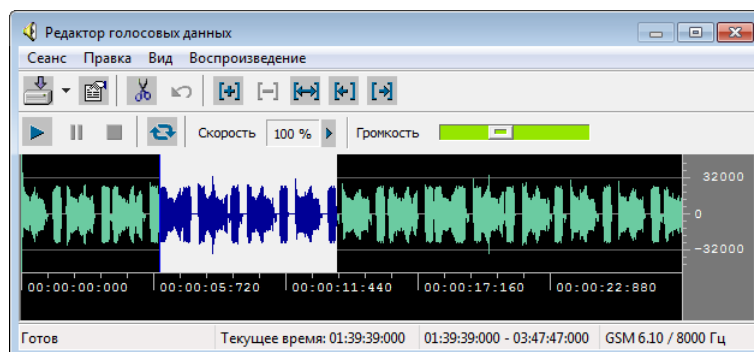 Редактор голосовых данных
Сеанс Правка Вид Воспроизведение
Скорость 100 % Громкость
32000
0
-32000
00:00:00:000 00:00:05:720 00:00:11:440 00:00:17:160 00:00:22:880
Готов Текущее время: 01:39:39:000 01:39:39:000 - 03:47:47:000 GSM 6.10 / 8000 Гц